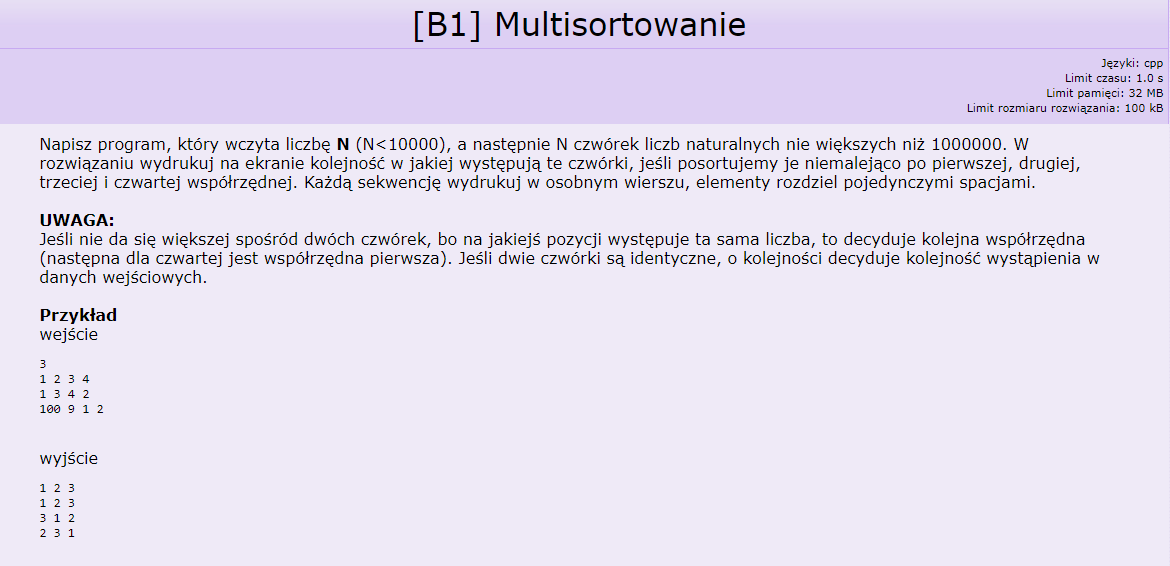 [B1] Multisortowanie
Języki: cpp
Limit czasu: 1.0 s
Limit pamięci: 32 MB
Limit rozmiaru rozwiązania: 100 kB
Napisz program, który wczyta liczbę N (N<10000), a następnie N czwórek liczb naturalnych nie większych niż 1000000. W
rozwiązaniu wydrukuj na ekranie kolejność w jakiej występują te czwórki, jeśli posortujemy je niemalejąco po pierwszej, drugiej,
trzeciej i czwartej współrzędnej. Każdą sekwencję wydrukuj w osobnym wierszu, elementy rozdziel pojedynczymi spacjami.
UWAGA:
Jeśli nie da się większej spośród dwóch czwórek, bo na jakiejś pozycji występuje ta sama liczba, to decyduje kolejna współrzędna
(następna dla czwartej jest współrzędna pierwsza). Jeśli dwie czwórki są identyczne, o kolejności decyduje kolejność wystąpienia w
danych wejściowych.
Przykład
wejście
3
1 2 3 4
1 3 4 2
100 9 1 2
wyjście
1 2 3
1 2 3
3 1 2
2 3 1